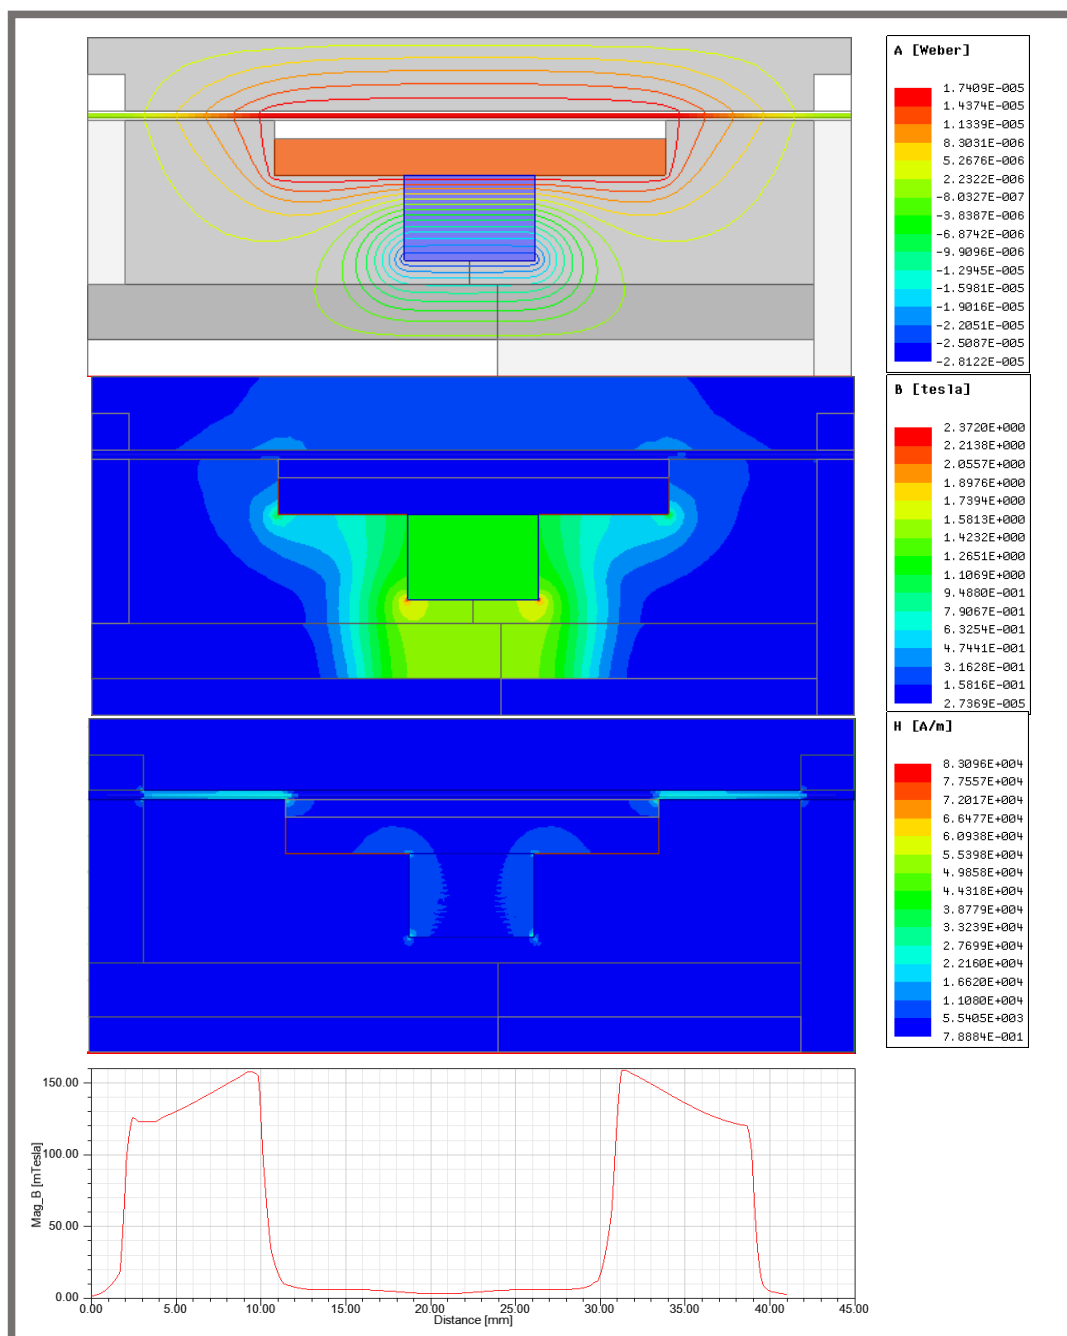 A [Weber]
1.7409E-005
1.4374E-005
1.1339E-005
8.3031E-006
5.2676E-006
2.2322E-006
-8.0327E-007
-3.8387E-006
-6.8742E-006
-9.9096E-006
-1.2945E-005
-1.5981E-005
-1.9016E-005
-2.2051E-005
-2.5087E-005
-2.8122E-005
B [tesla]
2.3720E+000
2.2138E+000
2.0557E+000
1.8976E+000
1.7394E+000
1.5813E+000
1.4232E+000
1.2651E+000
1.1069E+000
9.4880E-001
7.9067E-001
6.3254E-001
4.7441E-001
3.1628E-001
1.5816E-001
2.7369E-005
H [A/m]
8.3096E+004
7.7557E+004
7.2017E+004
6.6477E+004
6.0938E+004
5.5398E+004
4.9858E+004
4.4318E+004
3.8779E+004
3.3239E+004
2.7699E+004
2.2160E+004
1.6620E+004
1.1080E+004
5.5405E+003
7.8884E-001
Mag_B [mTesla]
150.00
100.00
50.00
0.00
0.00 5.00 10.00 15.00 20.00 25.00 30.00 35.00 40.00 45.00
Distance [mm]